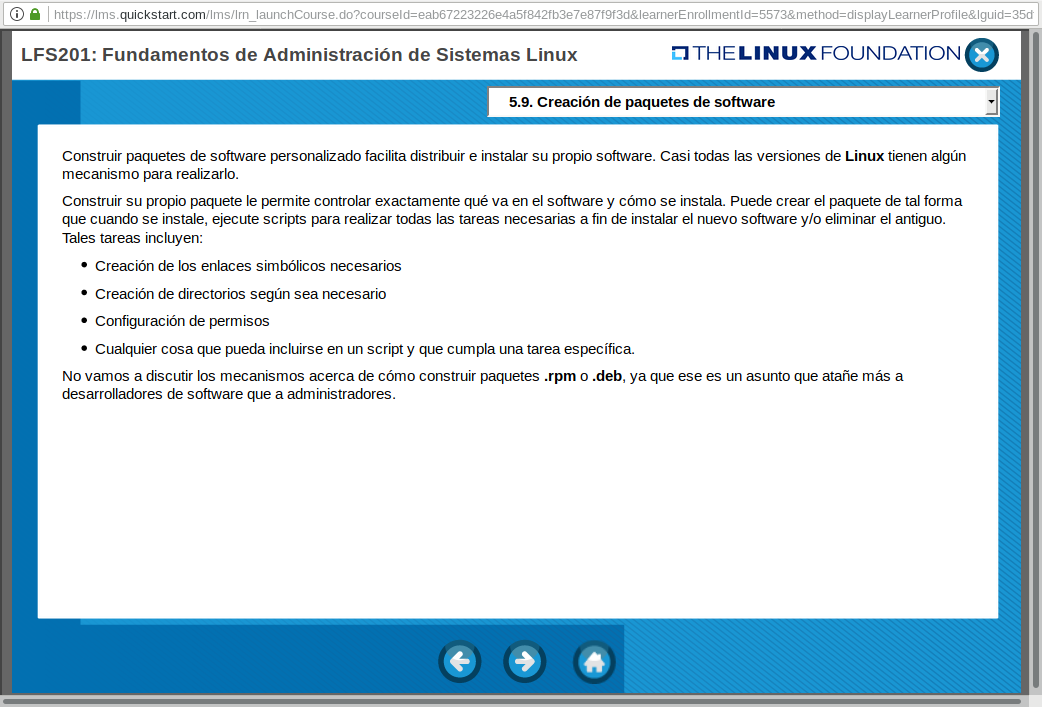 https://lms.quickstart.com/lms/lrn_launchCourse.do?courseId=eab67223226e4a5f842fb3e7e87f9f3d&learnerEnrollmentId=5573&method=displayLearnerProfile&lguid=35d
LFS201: Fundamentos de Administración de Sistemas Linux
THE LINUX FOUNDATION
5.9. Creación de paquetes de software
Construir paquetes de software personalizado facilita distribuir e instalar su propio software. Casi todas las versiones de Linux tienen algún
mecanismo para realizarlo.
Construir su propio paquete le permite controlar exactamente qué va en el software y cómo se instala. Puede crear el paquete de tal forma
que cuando se instale, ejecute scripts para realizar todas las tareas necesarias a fin de instalar el nuevo software y/o eliminar el antiguo.
Tales tareas incluyen:
• Creación de los enlaces simbólicos necesarios
• Creación de directorios según sea necesario
• Configuración de permisos
• Cualquier cosa que pueda incluirse en un script y que cumpla una tarea específica.
No vamos a discutir los mecanismos acerca de cómo construir paquetes .rpm o .deb, ya que ese es un asunto que atañe más a
desarrolladores de software que a administradores.